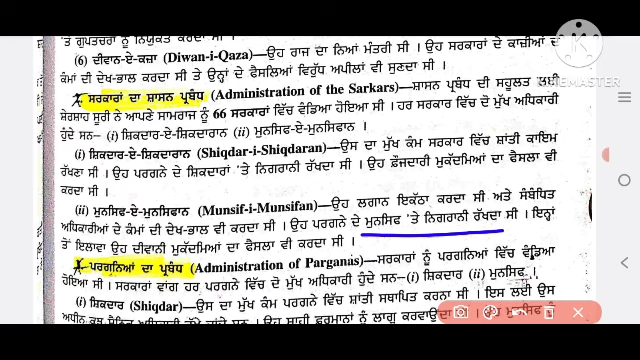 'ਤੇ ਗੁਪਤਚਰਾਂ ਨੂੰ ਨਿਯੁਕਤ ਕਰਦਾ ਸੀ ।
(6) ਦੀਵਾਨ-ਏ-ਕਜ਼ਾ (Diwan-i-Qaza)—ਉਹ ਰਾਜ ਦਾ ਨਿਆਂ ਮੰਤਰੀ ਸੀ । ਉਹ ਸਰਕਾਰਾਂ ਦੇ ਕਾਜ਼ੀਆਂ ਦੇ
ਕੰਮਾਂ ਦੀ ਦੇਖ-ਭਾਲ ਕਰਦਾ ਸੀ ਤੇ ਉਨ੍ਹਾਂ ਦੇ ਫੈਸਲਿਆਂ ਵਿਰੁੱਧ ਅਪੀਲਾਂ ਵੀ ਸੁਣਦਾ ਸੀ ।
ਸਰਕਾਰਾਂ ਦਾ ਸ਼ਾਸਨ ਪ੍ਰਬੰਧ (Administration of the Sarkars)—ਸ਼ਾਸਨ ਪ੍ਰਬੰਧ ਦੀ ਸਹੂਲਤ ਲਈ
ਸ਼ੇਰਸ਼ਾਹ ਸੂਰੀ ਨੇ ਆਪਣੇ ਸਾਮਰਾਜ ਨੂੰ 66 ਸਰਕਾਰਾਂ ਵਿੱਚ ਵੰਡਿਆ ਹੋਇਆ ਸੀ । ਹਰ ਸਰਕਾਰ ਵਿੱਚ ਦੋ ਮੁੱਖ ਅਧਿਕਾਰੀ
ਹੁੰਦੇ ਸਨ—(i) ਸ਼ਿਕਦਾਰ-ਏ-ਸ਼ਿਕਦਾਰਾਨ (ii) ਮੁਨਸਿਫ-ਏ-ਮੁਨਸਿਫਾਨ ।
(i) ਸ਼ਿਕਦਾਰ-ਏ-ਸ਼ਿਕਦਾਰਾਨ (Shiqdar-i-Shiqdaran)—ਉਸ ਦਾ ਮੁੱਖ ਕੰਮ ਸਰਕਾਰ ਵਿੱਚ ਸ਼ਾਂਤੀ ਕਾਇਮ
ਰੱਖਣਾ ਸੀ । ਉਹ ਪਰਗਨੇ ਦੇ ਸ਼ਿਕਦਾਰਾਂ 'ਤੇ ਨਿਗਰਾਨੀ ਰੱਖਦਾ ਸੀ । ਉਹ ਫ਼ੌਜਦਾਰੀ ਮੁਕੱਦਮਿਆਂ ਦਾ ਫੈਸਲਾ ਵੀ
ਕਰਦਾ ਸੀ ।
(ii) ਮੁਨਸਿਫ-ਏ-ਮੁਨਸਿਫਾਨ (Munsif-i-Munsifan)—ਉਹ ਲਗਾਨ ਇਕੱਠਾ ਕਰਦਾ ਸੀ ਅਤੇ ਸੰਬੰਧਿਤ
ਅਧਿਕਾਰੀਆਂ ਦੇ ਕੰਮਾਂ ਦੀ ਦੇਖ-ਭਾਲ ਵੀ ਕਰਦਾ ਸੀ । ਉਹ ਪਰਗਨੇ ਦੇ ਮੁਨਸਿਫ 'ਤੇ ਨਿਗਰਾਨੀ ਰੱਖਦਾ ਸੀ । ਇਨ੍ਹਾਂ
ਤੋਂ ਇਲਾਵਾ ਉਹ ਦੀਵਾਨੀ ਮੁਕੱਦਮਿਆਂ ਦਾ ਫੈਸਲਾ ਵੀ ਕਰਦਾ ਸੀ ।
ਪਰਗਨਿਆਂ ਦਾ ਪ੍ਰਬੰਧ (Administration of Parganas)—ਸਰਕਾਰਾਂ ਨੂੰ ਪਰਗਨਿਆਂ ਵਿੱਚ ਵੰਡਿਆ
ਹੋਇਆ ਸੀ । ਸਰਕਾਰਾਂ ਵਾਂਗ ਹਰ ਪਰਗਨੇ ਵਿੱਚ ਦੋ ਮੁੱਖ ਅਧਿਕਾਰੀ ਹੁੰਦੇ ਸਨ—(i) ਸ਼ਿਕਦਾਰ (ii) ਮੁਨਸਿਫ ।
(i) ਸ਼ਿਕਦਾਰ (Shiqdar)—ਉਸ ਦਾ ਮੁੱਖ ਕੰਮ ਪਰਗਨੇ ਵਿੱਚ ਸ਼ਾਂਤੀ ਸਥਾਪਿਤ ਕਰਨਾ ਸੀ । ਇਸ ਲਈ ਉਸ
ਅਧੀਨ ਕੁਝ ਸੈਨਿਕ ਅਧਿਕਾਰੀ ਰੱਖੇ ਜਾਂਦੇ ਸਨ । ਉਹ ਸ਼ਾਹੀ ਫ਼ਰਮਾਨਾਂ ਨੂੰ ਲਾਗੂ ਕਰਵਾਉਂਦਾ ਸੀ
KINEMASTER